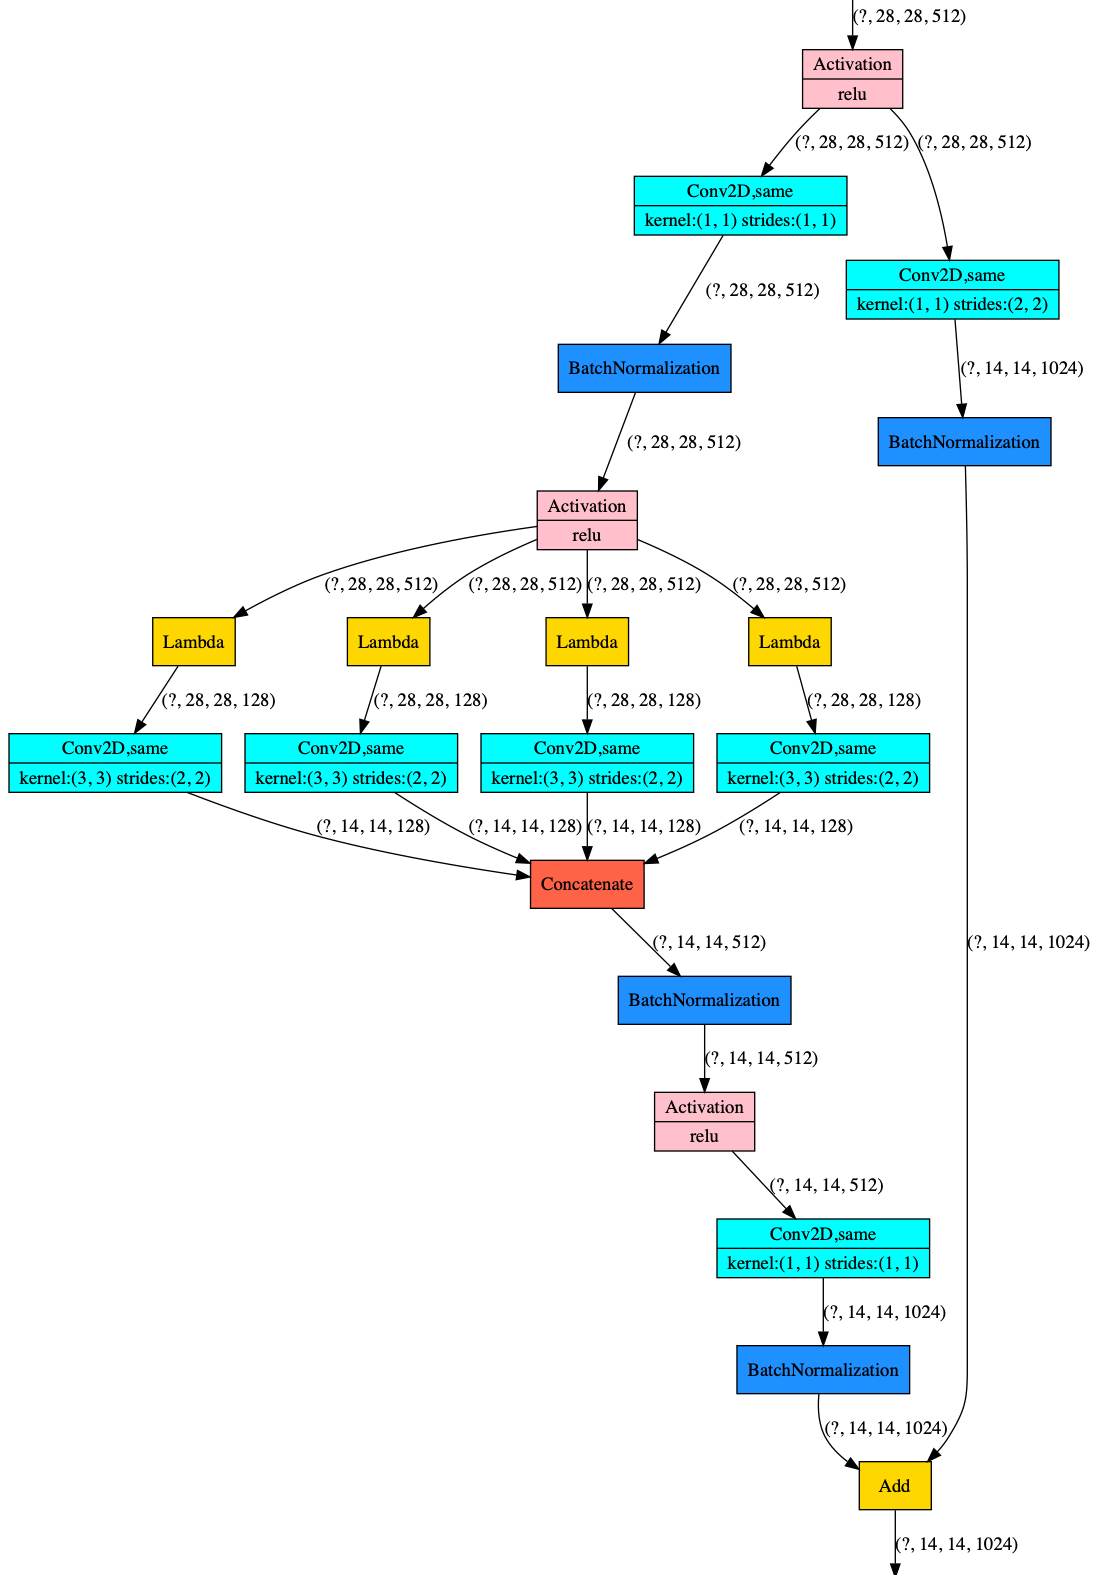 (?, 28, 28, 512)
Activation
relu
(?, 28, 28, 512)
(?, 28, 28, 512)
Conv2D,same
kernel:(1, 1) strides:(1, 1)
Conv2D,same
kernel:(1, 1) strides:(2, 2)
(?, 28, 28, 512)
(?, 14, 14, 1024)
BatchNormalization
BatchNormalization
(?, 28, 28, 512)
Activation
relu
(?, 28, 28, 512)
(?, 28, 28, 512)
(?, 28, 28, 512)
(?, 28, 28, 512)
Lambda
Lambda
Lambda
Lambda
(?, 28, 28, 128)
(?, 28, 28, 128)
(?, 28, 28, 128)
(?, 28, 28, 128)
Conv2D,same
kernel:(3, 3) strides:(2, 2)
Conv2D,same
kernel:(3, 3) strides:(2, 2)
Conv2D,same
kernel:(3, 3) strides:(2, 2)
Conv2D,same
kernel:(3, 3) strides:(2, 2)
(?, 14, 14, 128)
(?, 14, 14, 128)
(?, 14, 14, 128)
(?, 14, 14, 128)
Concatenate
(?, 14, 14, 512)
(?, 14, 14, 1024)
BatchNormalization
(?, 14, 14, 512)
Activation
relu
(?, 14, 14, 512)
Conv2D,same
kernel:(1, 1) strides:(1, 1)
(?, 14, 14, 1024)
BatchNormalization
(?, 14, 14, 1024)
Add
(?, 14, 14, 1024)